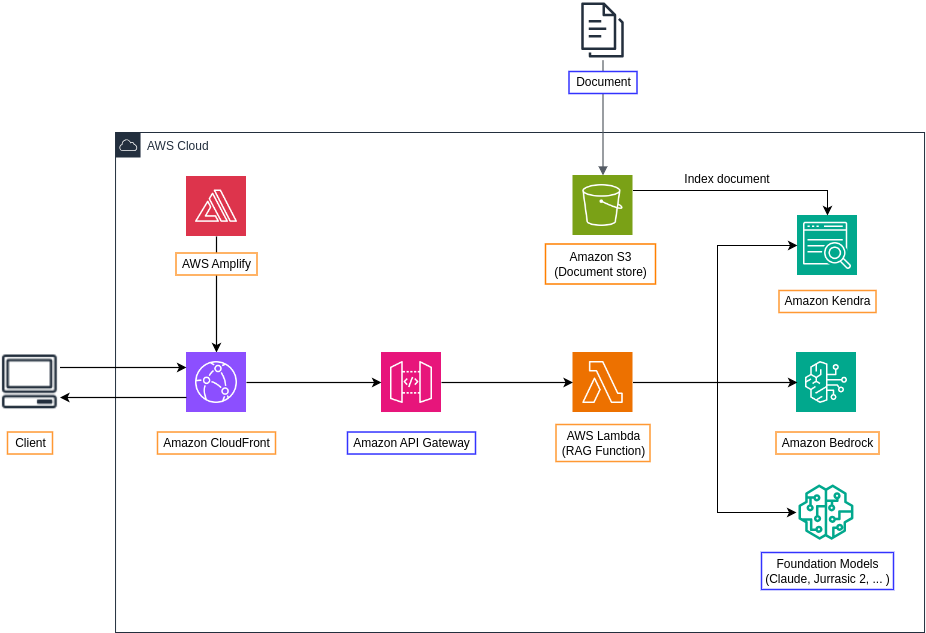 Document
AWS Cloud
Index document
AWS Amplify
Amazon S3
(Document store)
Amazon Kendra
Client
Amazon CloudFront
Amazon API Gateway
AWS Lambda
(RAG Function)
Amazon Bedrock
Foundation Models
(Claude, Jurrasic 2, ... )